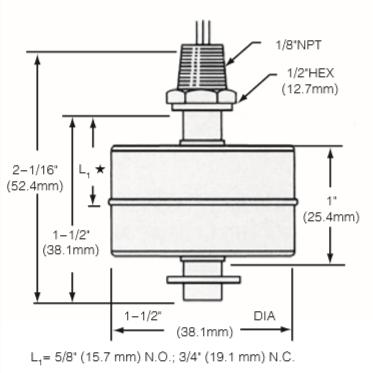 1/8"NPT
1/2"HEX
(12.7mm)
2-1/16"
(52.4mm)
L₁ ★
1-1/2"
(38.1mm)
1"
(25.4mm)
1-1/2" DIA
(38.1mm)
L₁= 5/8" (15.7 mm) N.O.; 3/4" (19.1 mm) N.C.